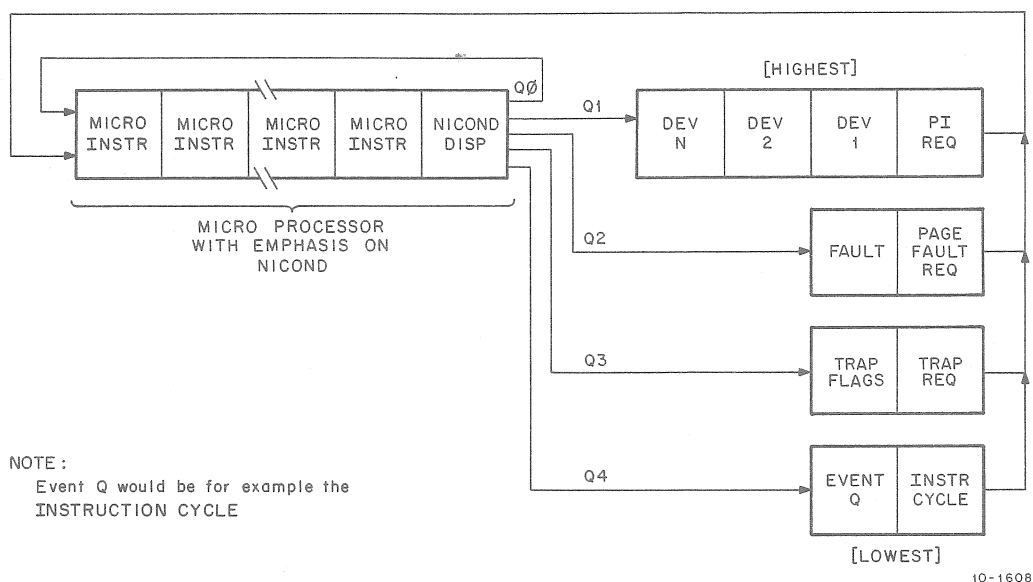 [HIGHEST]
QØ
Q1
MICRO INSTR
MICRO INSTR
MICRO INSTR
MICRO INSTR
NICOND DISP
DEV N
DEV 2
DEV 1
PI REQ
MICRO PROCESSOR
WITH EMPHASIS ON
NICOND
Q2
FAULT
PAGE FAULT REQ
Q3
TRAP FLAGS
TRAP REQ
Q4
EVENT Q
INSTR CYCLE
NOTE:
Event Q would be for example the
INSTRUCTION CYCLE
[LOWEST]
10-1608